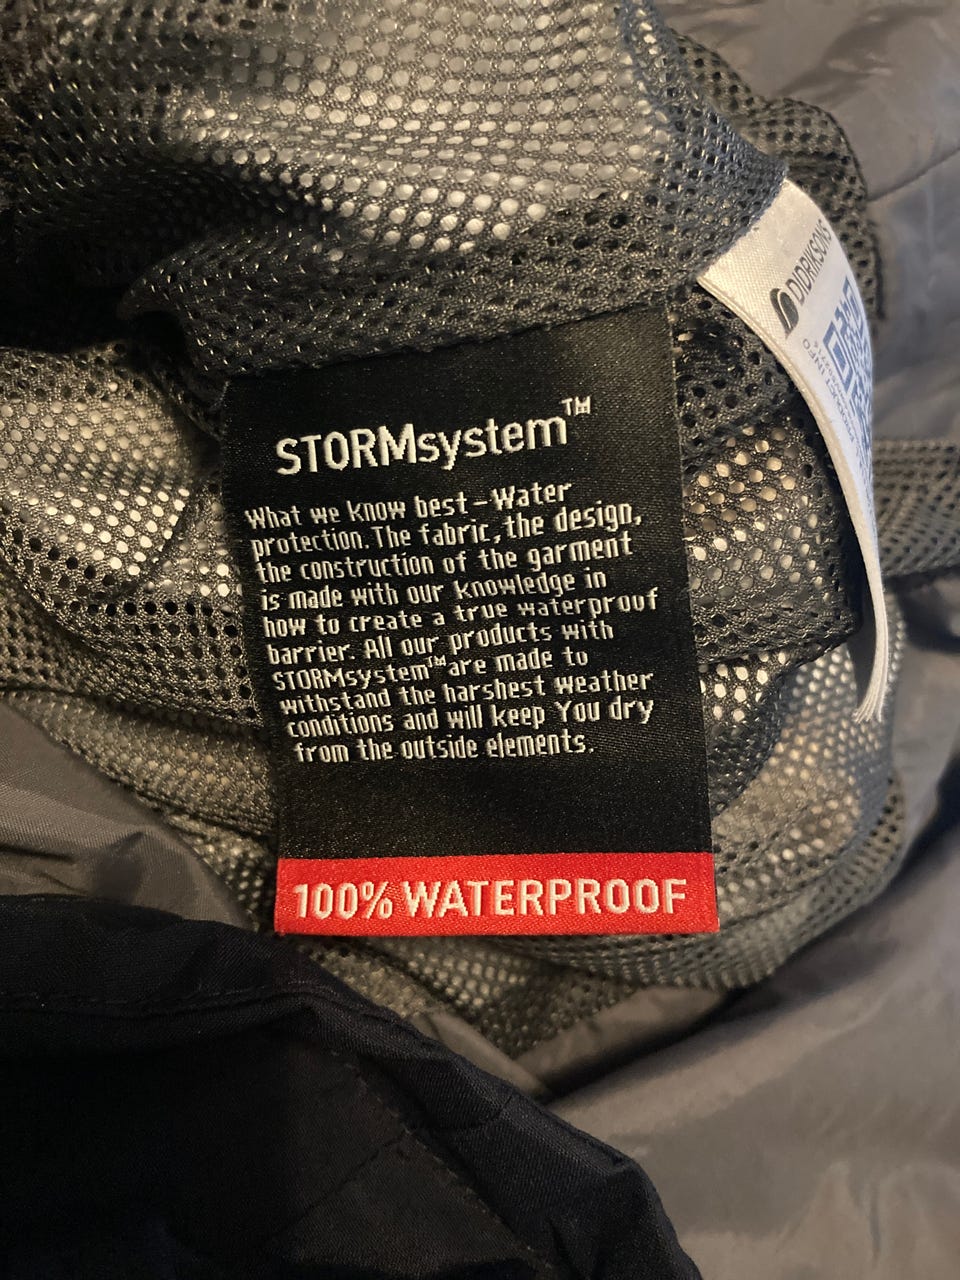 STORMsystem™
What we know best – Water
protection. The fabric, the design,
the construction of the garment
is made with our knowledge in
how to create a true waterproof
barrier. All our products with
STORMsystem™ are made to
withstand the harshest weather
conditions and will keep You dry
from the outside elements.
100% WATERPROOF
DIDRIKSONS